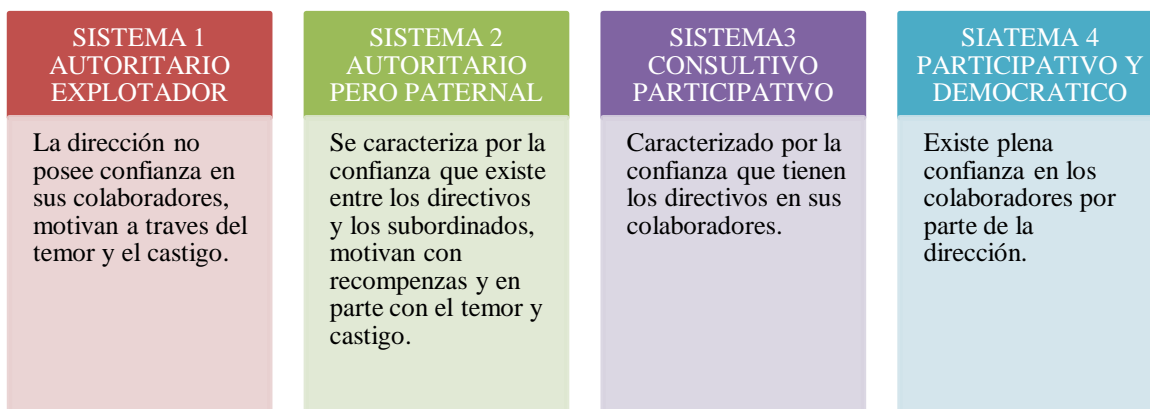 SISTEMA 1
AUTORITARIO
EXPLOTADOR
La dirección no
posee confianza en
sus colaboradores,
motivan a traves del
temor y el castigo.
SISTEMA 2
AUTORITARIO
PERO PATERNAL
Se caracteriza por la
confianza que existe
entre los directivos
y los subordinados,
motivan con
recompenzas y en
parte con el temor y
castigo.
SISTEMA3
CONSULTIVO
PARTICIPATIVO
Caracterizado por la
confianza que tienen
los directivos en sus
colaboradores.
SIATEMA 4
PARTICIPATIVO Y
DEMOCRATICO
Existe plena
confianza en los
colaboradores por
parte de la
dirección.